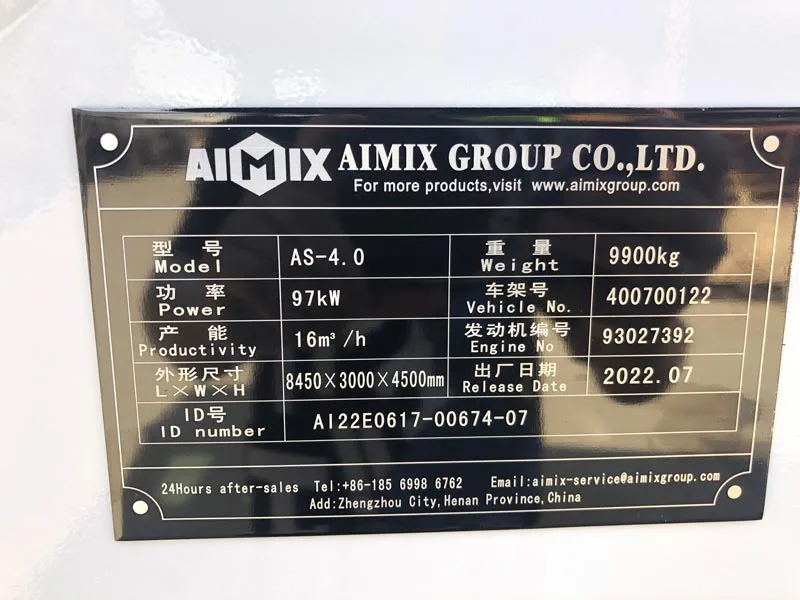 AIMIX AIMIX GROUP CO.,LTD.
For more products,visit www.aimixgroup.com
型 号 AS-4.0 重 量 9900kg
Model Weight
功 率 97kW 车架号 400700122
Power Vehicle No.
产 能 16m³/h 发动机编号 93027392
Productivity Engine No
外形尺寸 8450×3000×4500mm 出厂日期 2022.07
L×W×H Release Date
ID号 AI22E0617-00674-07
ID number
24Hours after-sales Tel:+86-185 6998 6762 Email:aimix-service@aimixgroup.com
Add:Zhengzhou City,Henan Province,China